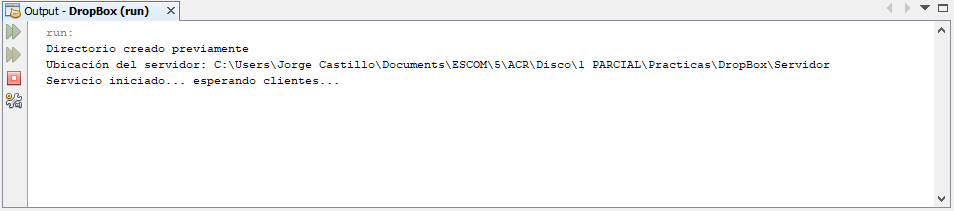 Output - DropBox (run)
run:
Directorio creado previamente
Ubicación del servidor: C:\Users\Jorge Castillo\Documents\ESCOM\5\ACR\Disco\1 PARCIAL\Practicas\DropBox\Servidor
Servicio iniciado... esperando clientes...